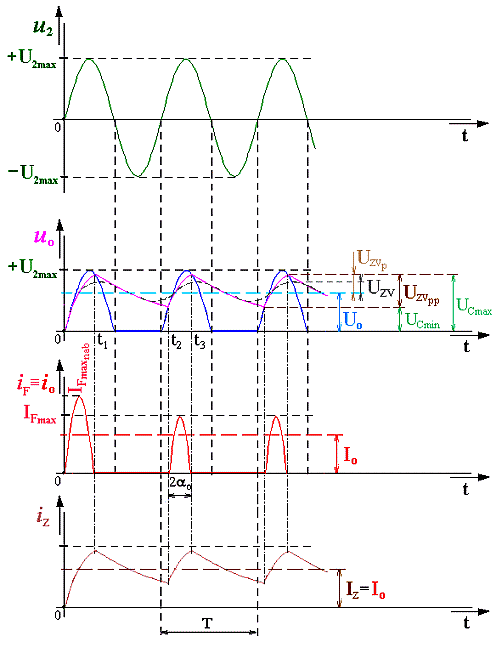 u2
+U2max
0
t
−U2max
uo
+U2max
UZVp
UZV
UZVpp
UCmax
Uo
UCmin
0
t1
t2
t3
t
iF=io
IFmaxnab
IFmax
Io
0
t
2αo
iZ
IZ=Io
0
t
T